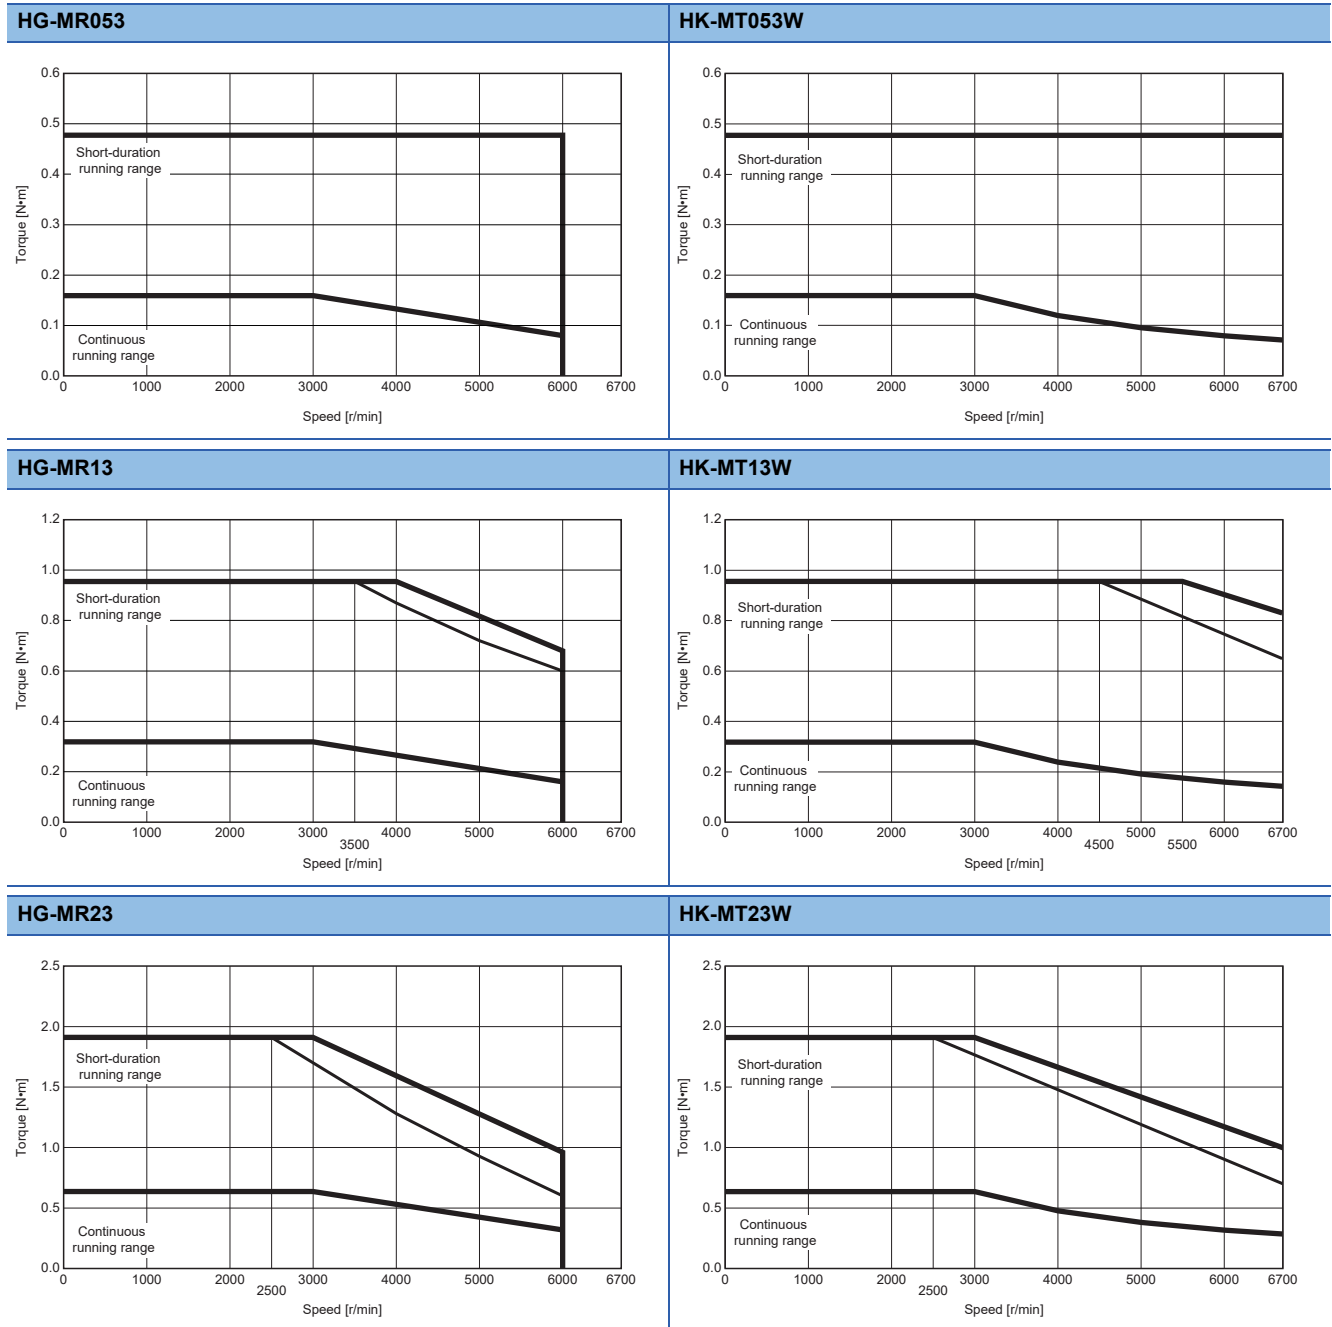 HG-MR053
HK-MT053W
0.6
0.5
0.4
0.3
0.2
0.1
0.0
Torque [N•m]
Short-duration
running range
Continuous
running range
0 1000 2000 3000 4000 5000 6000 6700
Speed [r/min]
0.6
0.5
0.4
0.3
0.2
0.1
0.0
Torque [N•m]
Short-duration
running range
Continuous
running range
0 1000 2000 3000 4000 5000 6000 6700
Speed [r/min]
HG-MR13
HK-MT13W
1.2
1.0
0.8
0.6
0.4
0.2
0.0
Torque [N•m]
Short-duration
running range
Continuous
running range
0 1000 2000 3000 4000 5000 6000 6700
3500
Speed [r/min]
1.2
1.0
0.8
0.6
0.4
0.2
0.0
Torque [N•m]
Short-duration
running range
Continuous
running range
0 1000 2000 3000 4000 5000 6000 6700
4500 5500
Speed [r/min]
HG-MR23
HK-MT23W
2.5
2.0
1.5
1.0
0.5
0.0
Torque [N•m]
Short-duration
running range
Continuous
running range
0 1000 2000 3000 4000 5000 6000 6700
2500
Speed [r/min]
2.5
2.0
1.5
1.0
0.5
0.0
Torque [N•m]
Short-duration
running range
Continuous
running range
0 1000 2000 3000 4000 5000 6000 6700
2500
Speed [r/min]